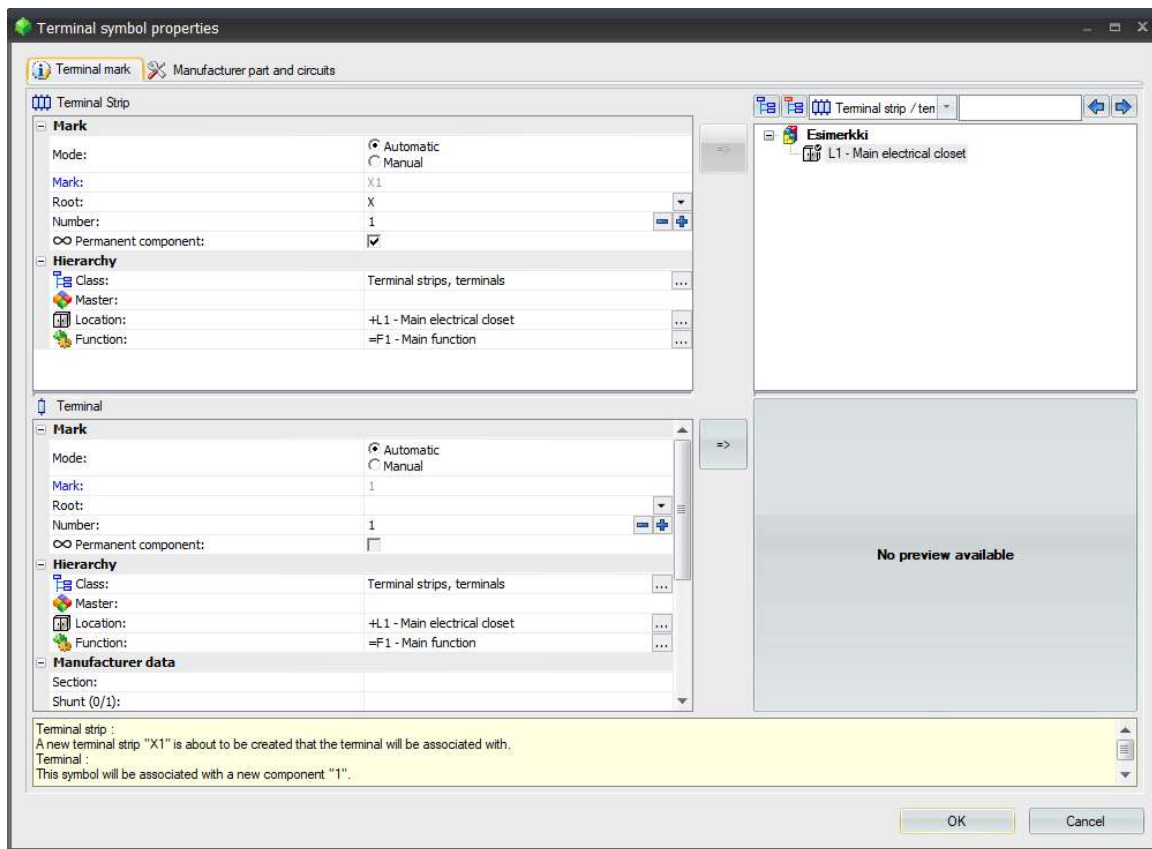 Terminal symbol properties
Terminal mark
Manufacturer part and circuits
Terminal Strip
Mark
Mode:
Automatic
Manual
Mark: X1
Root: X
Number: 1
Permanent component:
Hierarchy
Class: Terminal strips, terminals
Master:
Location: +L1 - Main electrical closet
Function: =F1 - Main function
=>
Terminal strip / ten
Esimerkki
L1 - Main electrical closet
Terminal
Mark
Mode:
Automatic
Manual
Mark: 1
Root:
Number: 1
Permanent component:
Hierarchy
Class: Terminal strips, terminals
Master:
Location: +L1 - Main electrical closet
Function: =F1 - Main function
Manufacturer data
Section:
Shunt (0/1):
=>
No preview available
Terminal strip :
A new terminal strip "X1" is about to be created that the terminal will be associated with.
Terminal :
This symbol will be associated with a new component "1".
OK
Cancel